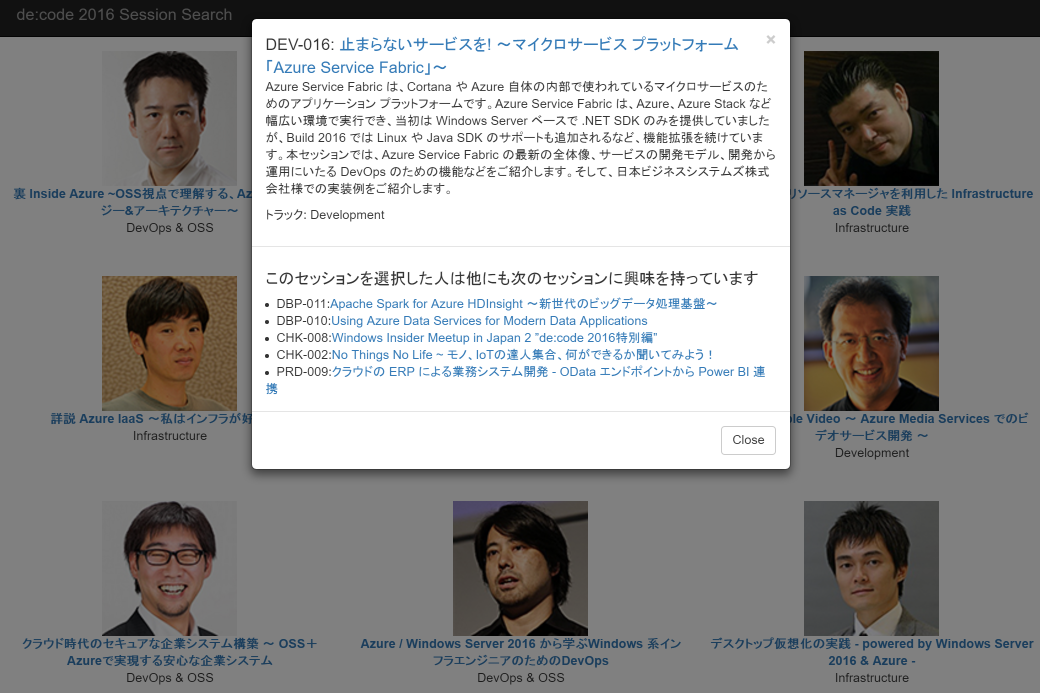 de:code 2016 Session Search
DEV-016: 止まらないサービスを! ～マイクロサービス プラットフォーム
「Azure Service Fabric」～
×
Azure Service Fabric は、Cortana や Azure 自体の内部で使われているマイクロサービスのた
めのアプリケーション プラットフォームです。Azure Service Fabric は、Azure、Azure Stack など
幅広い環境で実行でき、当初は Windows Server ベースで .NET SDK のみを提供していました
が、Build 2016 では Linux や Java SDK のサポートも追加されるなど、機能拡張を続けていま
す。本セッションでは、Azure Service Fabric の最新の全体像、サービスの開発モデル、開発から
運用にいたる DevOps のための機能などをご紹介します。そして、日本ビジネスシステムズ株式
会社様での実装例をご紹介します。
トラック: Development
このセッションを選択した人は他にも次のセッションに興味を持っています
DBP-011:Apache Spark for Azure HDInsight ～新世代のビッグデータ処理基盤～
DBP-010:Using Azure Data Services for Modern Data Applications
CHK-008:Windows Insider Meetup in Japan 2 "de:code 2016特別編"
CHK-002:No Things No Life ~ モノ、IoTの達人集合、何ができるか聞いてみよう！
PRD-009:クラウドの ERP による業務システム開発 - OData エンドポイントから Power BI 連
携
Close
裏 Inside Azure ~OSS視点で理解する、Az
ジー&アーキテクチャー～
DevOps & OSS
リソースマネージャを利用した Infrastructure
as Code 実践
Infrastructure
詳説 Azure IaaS ～私はインフラが好
Infrastructure
ble Video ～ Azure Media Services でのビ
デオサービス開発 ～
Development
クラウド時代のセキュアな企業システム構築 ～ OSS＋
Azureで実現する安心な企業システム
DevOps & OSS
Azure / Windows Server 2016 から学ぶWindows 系イン
フラエンジニアのためのDevOps
DevOps & OSS
デスクトップ仮想化の実践 - powered by Windows Server
2016 & Azure -
Infrastructure